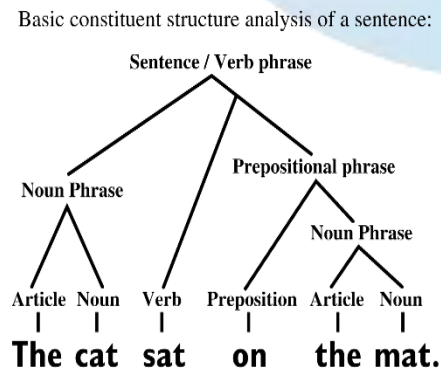 Basic constituent structure analysis of a sentence:
Sentence / Verb phrase
Prepositional phrase
Noun Phrase
Noun Phrase
Article Noun Verb Preposition Article Noun
The cat sat on the mat.